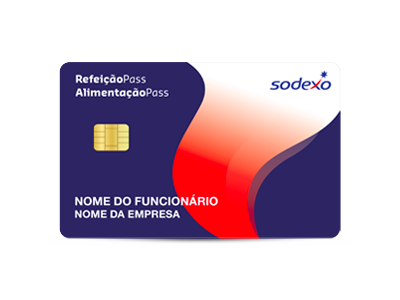 RefeiçãoPass
AlimentaçãoPass
sodexo
NOME DO FUNCIONÁRIO
NOME DA EMPRESA